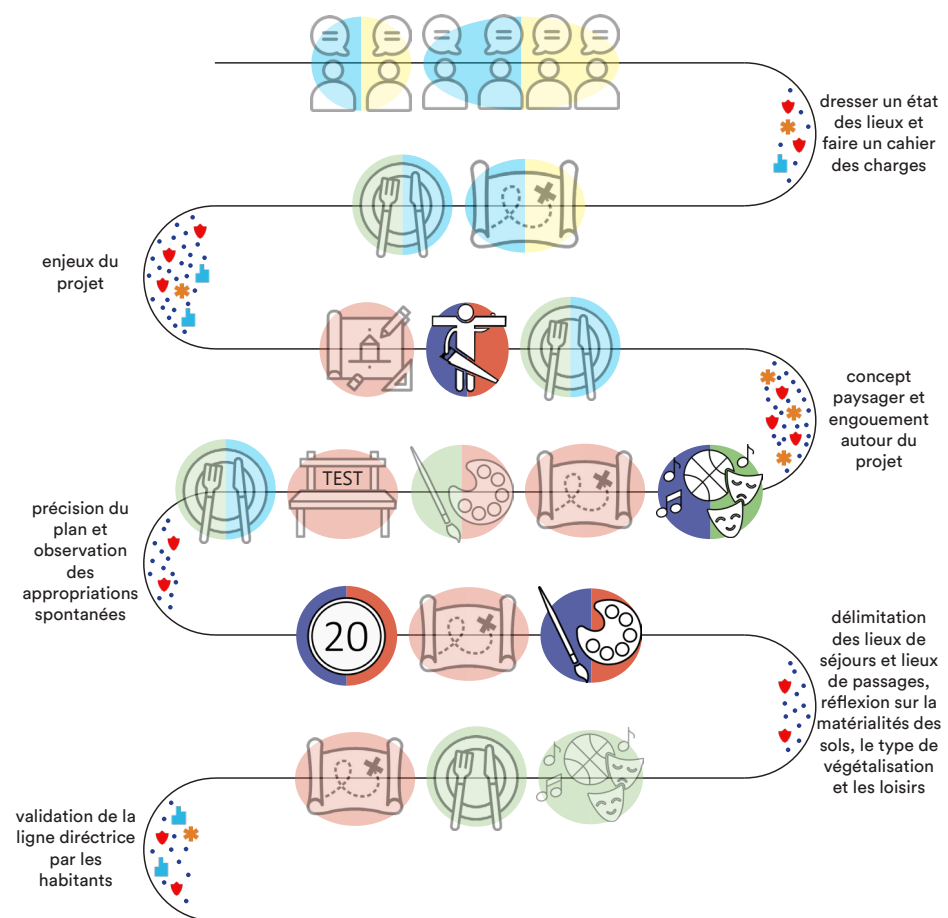 dresser un état
des lieux et
faire un cahier
des charges
enjeux du
projet
concept
paysager et
engouement
autour du
projet
TEST
précision du
plan et
observation
des
appropriations
spontanées
20
délimitation
des lieux de
séjours et lieux
de passages,
réflexion sur la
matérialités des
sols, le type de
végétalisation
et les loisirs
validation de la
ligne diréctrice
par les
habitants